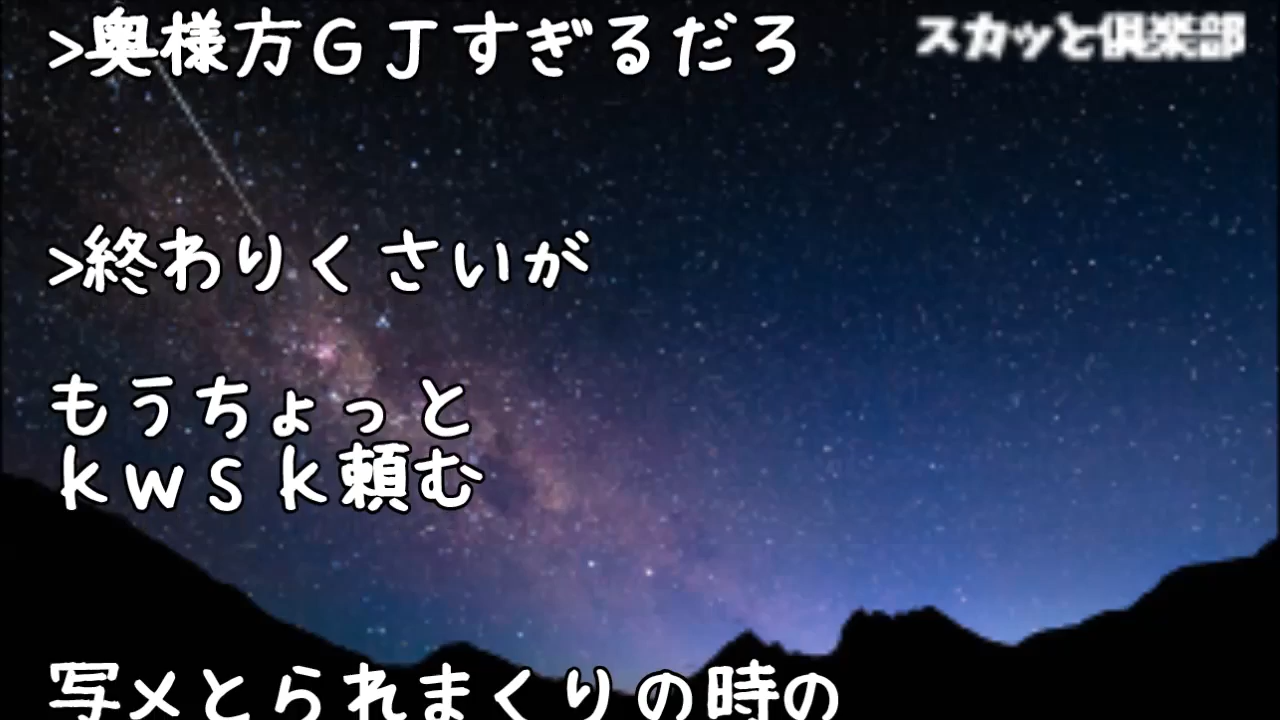 >奥様方ＧＪすぎるだろ
スカッと倶楽部
>終わりくさいが
もうちょっと
ｋｗｓｋ頼む
写メとられまくりの時の